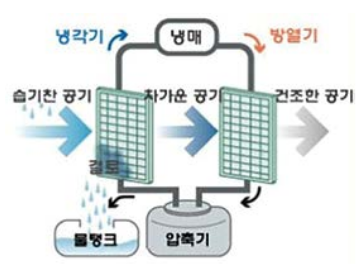 냉각기
냉매
방열기
습기찬 공기
차가운 공기
건조한 공기
결로
물탱크
압축기